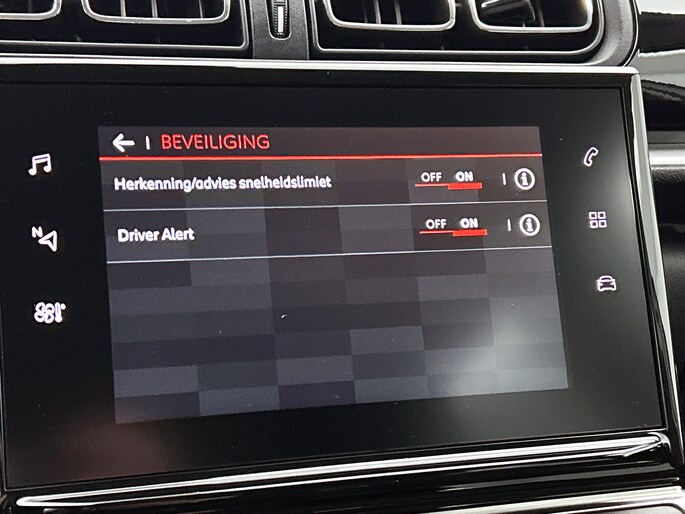 BEVEILIGING
Herkenning/advies snelheidslimiet OFF ON
Driver Alert OFF ON
N